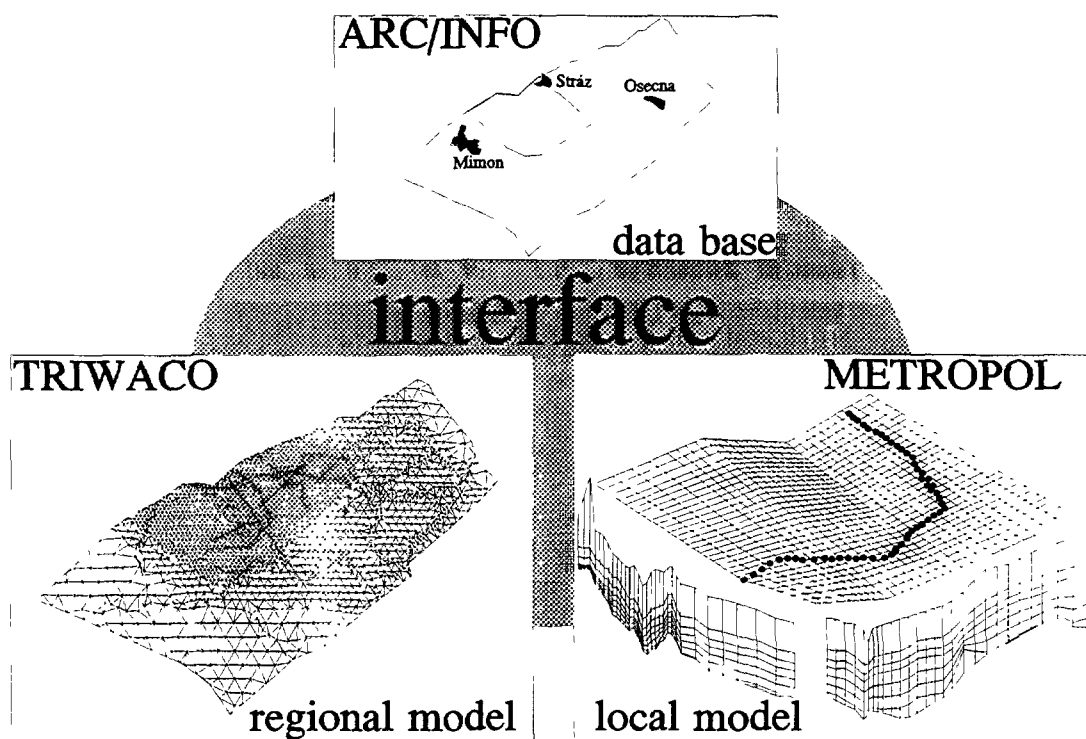 ARC/INFO
Stráz
Osecna
Mimon
data base
interface
TRIWACO
METROPOL
regional model
local model